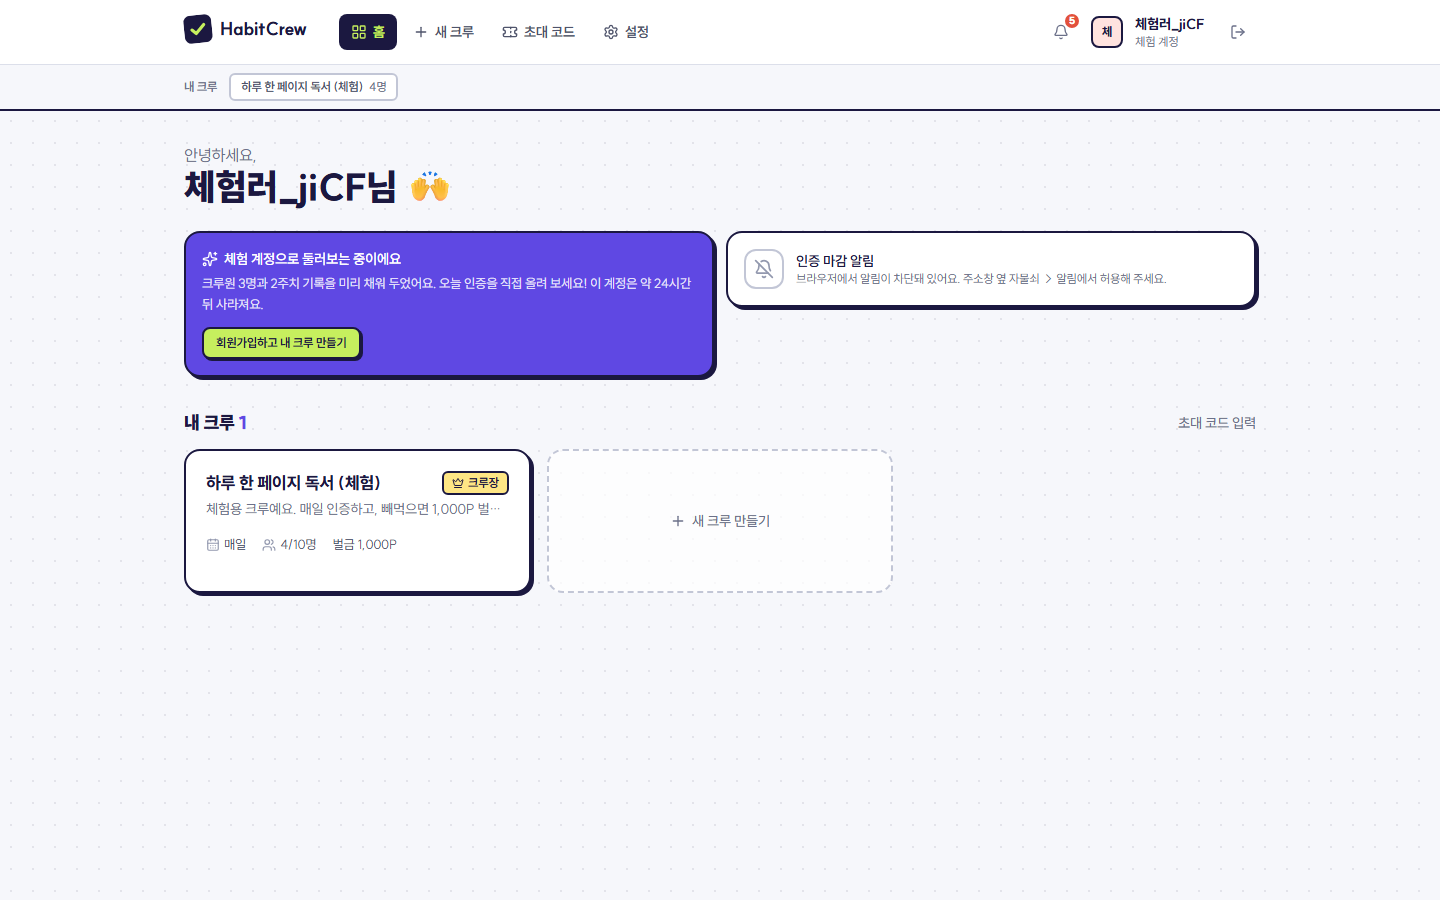 HabitCrew
홈
새 크루
초대 코드
설정
5
체
체험러_jiCF
체험 계정
내 크루
하루 한 페이지 독서 (체험) 4명
안녕하세요,
체험러_jiCF님 🙌
체험 계정으로 둘러보는 중이에요
크루원 3명과 2주치 기록을 미리 채워 두었어요. 오늘 인증을 직접 올려 보세요! 이 계정은 약 24시간
뒤 사라져요.
회원가입하고 내 크루 만들기
인증 마감 알림
브라우저에서 알림이 차단돼 있어요. 주소창 옆 자물쇠 > 알림에서 허용해 주세요.
내 크루 1
초대 코드 입력
하루 한 페이지 독서 (체험)
크루장
체험용 크루예요. 매일 인증하고, 빼먹으면 1,000P 벌…
매일
4/10명
벌금 1,000P
새 크루 만들기